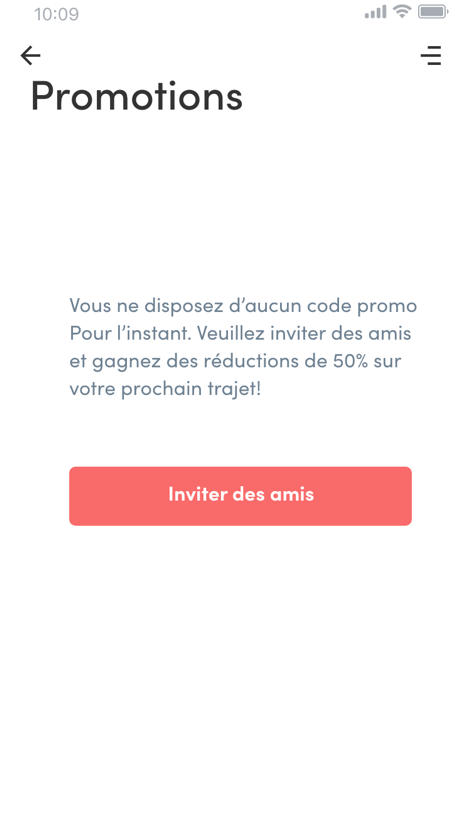 10:09
Promotions
Vous ne disposez d’aucun code promo
Pour l’instant. Veuillez inviter des amis
et gagnez des réductions de 50% sur
votre prochain trajet!
Inviter des amis